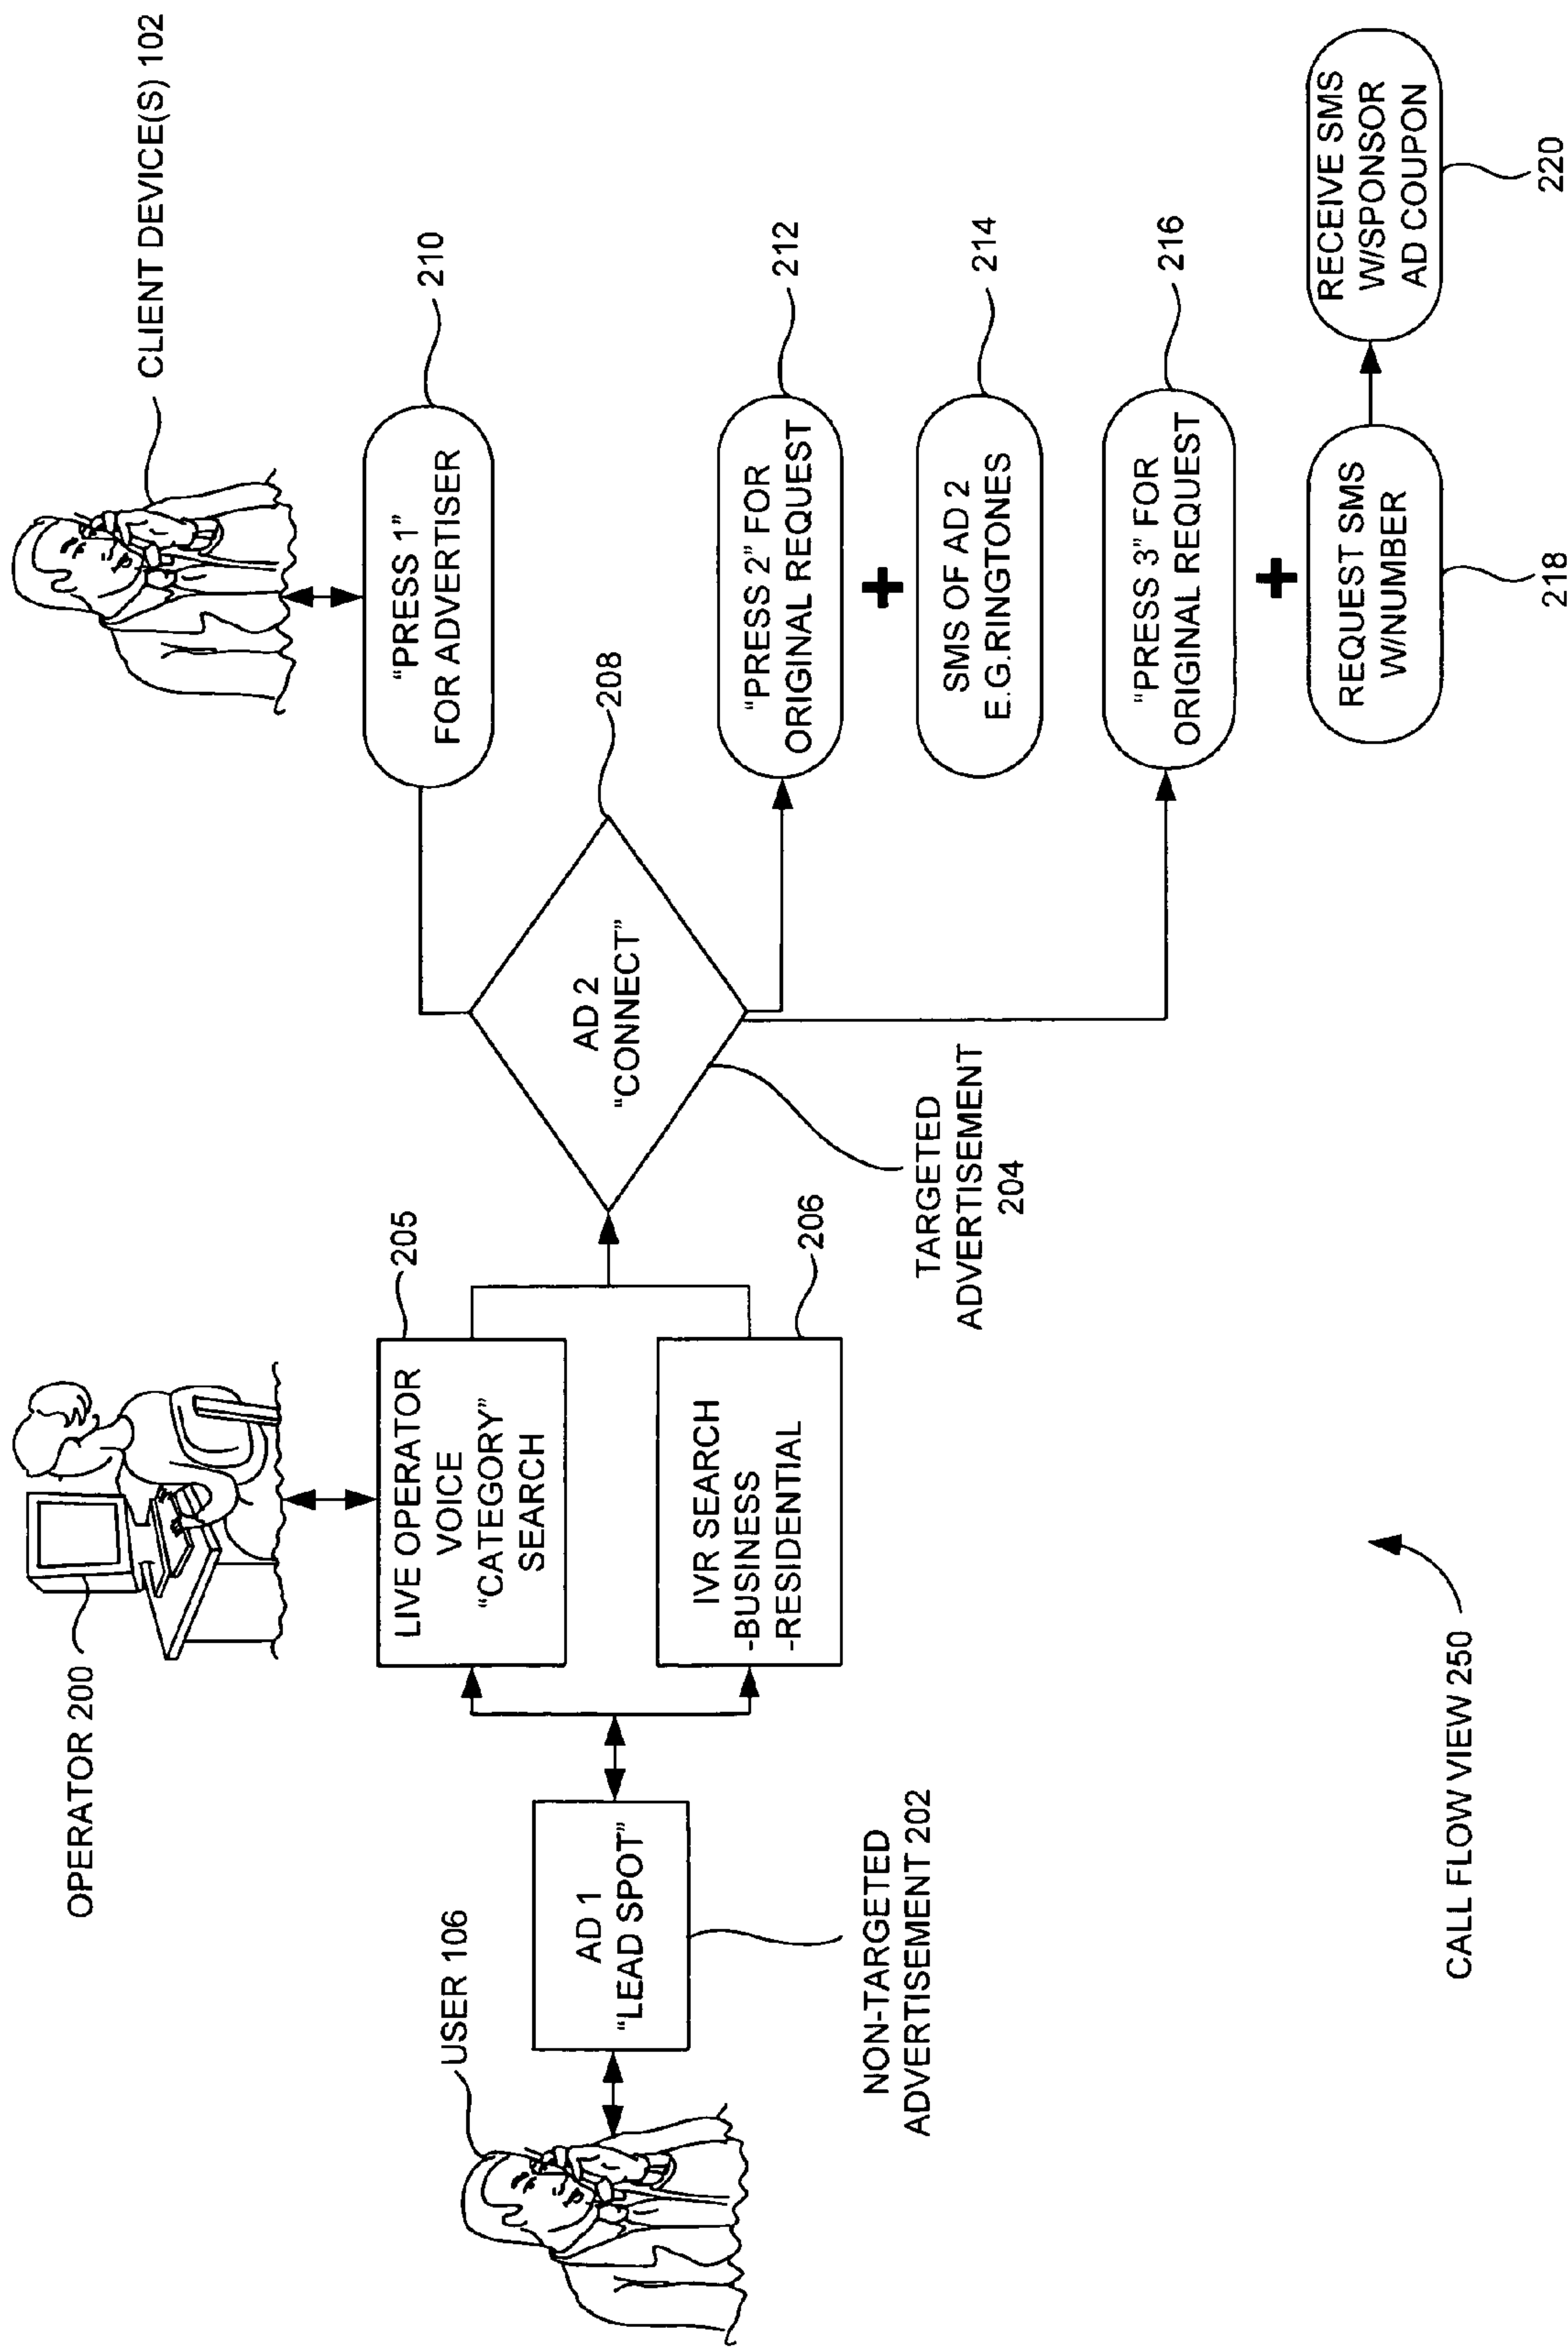 OPERATOR 200
CLIENT DEVICE(S) 102
USER 106
AD 1
“LEAD SPOT”
NON-TARGETED
ADVERTISEMENT 202
LIVE OPERATOR
VOICE
“CATEGORY”
SEARCH
205
IVR SEARCH
-BUSINESS
-RESIDENTIAL
206
AD 2
“CONNECT”
208
TARGETED
ADVERTISEMENT
204
“PRESS 1”
FOR ADVERTISER
210
“PRESS 2” FOR
ORIGINAL REQUEST
212
+
SMS OF AD 2
E.G.RINGTONES
214
“PRESS 3” FOR
ORIGINAL REQUEST
216
+
REQUEST SMS
W/NUMBER
218
RECEIVE SMS
W/SPONSOR
AD COUPON
220
CALL FLOW VIEW 250